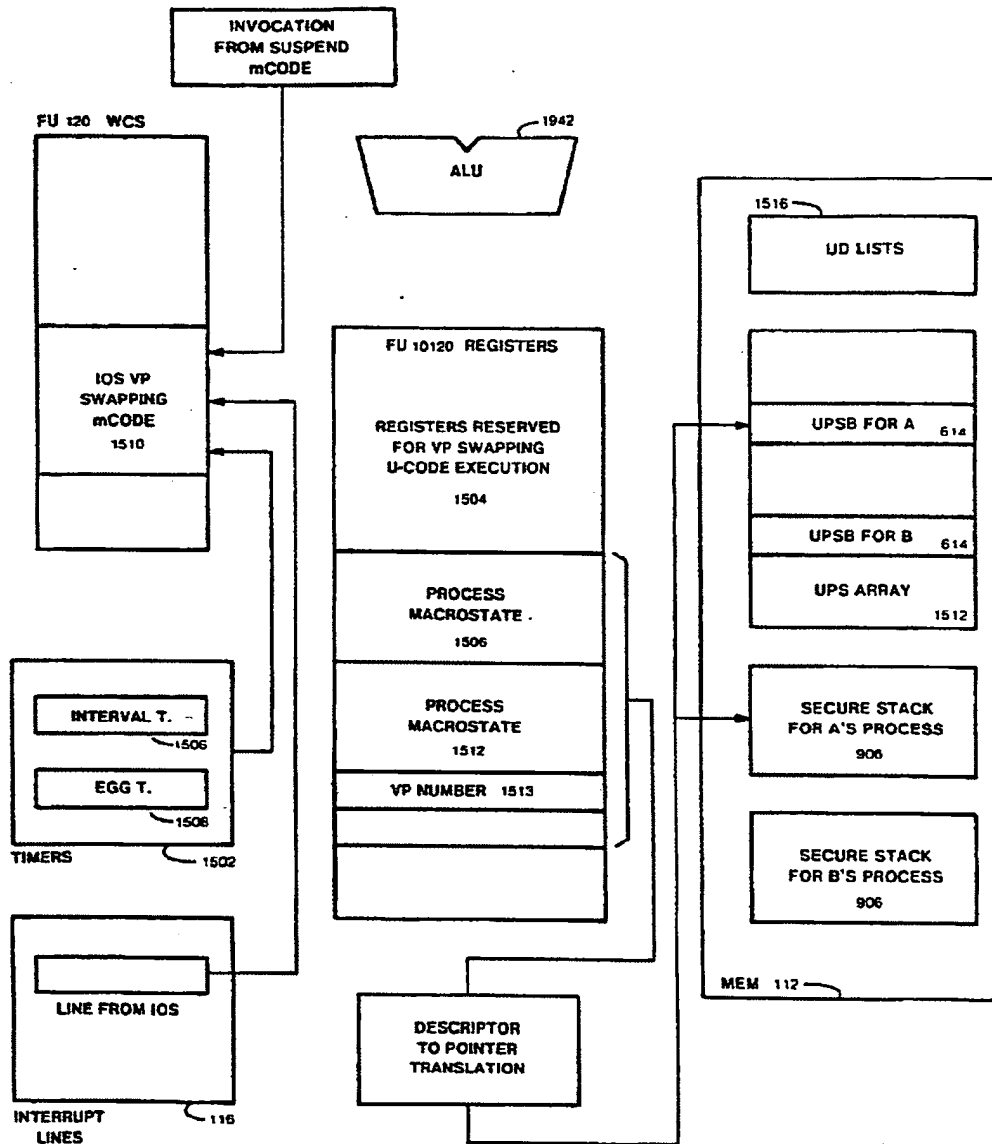 INVOCATION
FROM SUSPEND
mCODE
FU 120 WCS
IOS VP
SWAPPING
mCODE
1510
1942
ALU
FU 10120 REGISTERS
REGISTERS RESERVED
FOR VP SWAPPING
U-CODE EXECUTION
1504
PROCESS
MACROSTATE
1506
PROCESS
MACROSTATE
1512
VP NUMBER 1513
INTERVAL T.
1506
EGG T.
1508
TIMERS
1502
LINE FROM IOS
INTERRUPT
LINES
116
DESCRIPTOR
TO POINTER
TRANSLATION
1516
UD LISTS
UPSB FOR A 614
UPSB FOR B 614
UPS ARRAY
1512
SECURE STACK
FOR A'S PROCESS
906
SECURE STACK
FOR B'S PROCESS
906
MEM 112